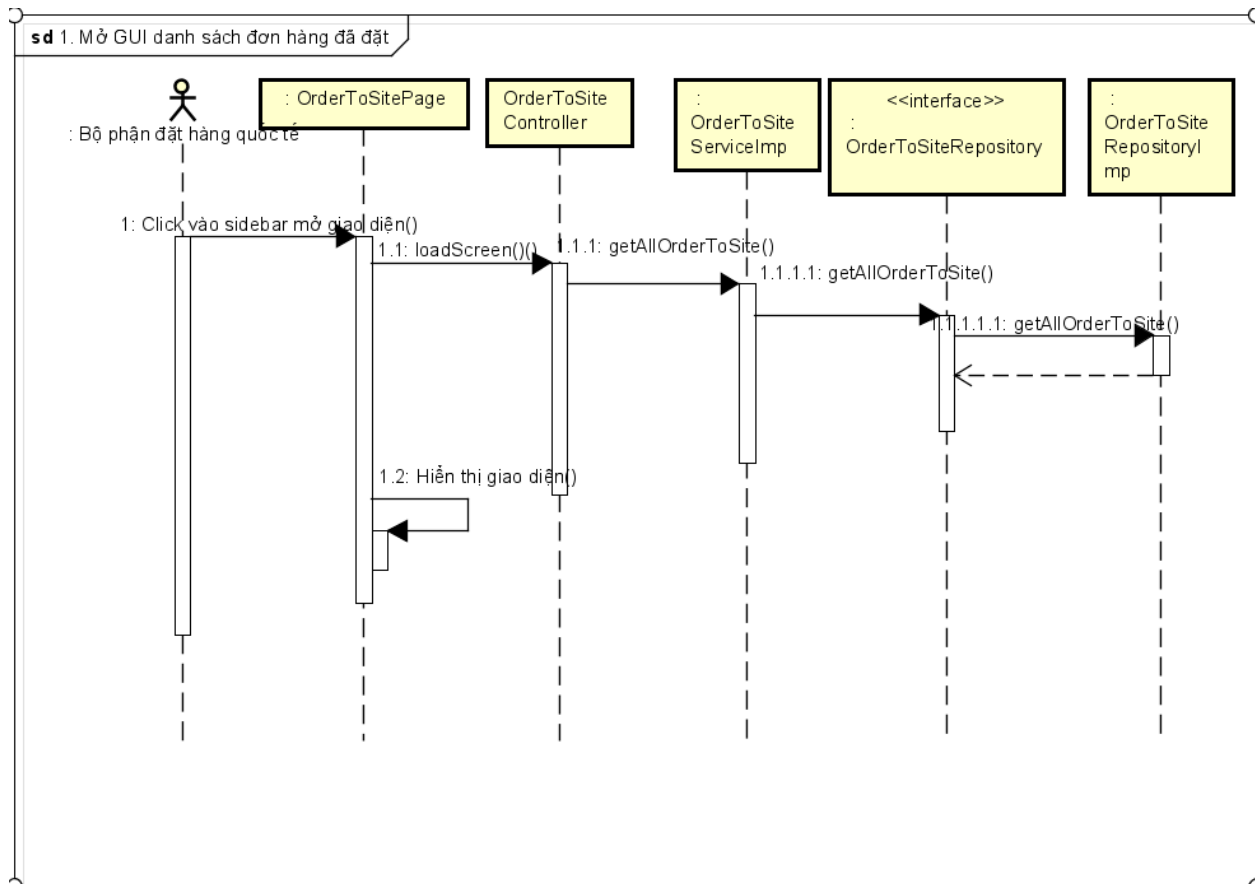 sd 1. Mở GUI danh sách đơn hàng đã đặt
: Bộ phận đặt hàng quốc tế
: OrderToSitePage
OrderToSite
Controller
:
OrderToSite
ServiceImp
<<interface>>
:
OrderToSiteRepository
:
OrderToSite
RepositoryI
mp
1: Click vào sidebar mở giao diện()
1.1: loadScreen()()
1.1.1: getAllOrderToSite()
1.1.1.1: getAllOrderToSite()
1.1.1.1.1: getAllOrderToSite()
1.2: Hiển thị giao diện()